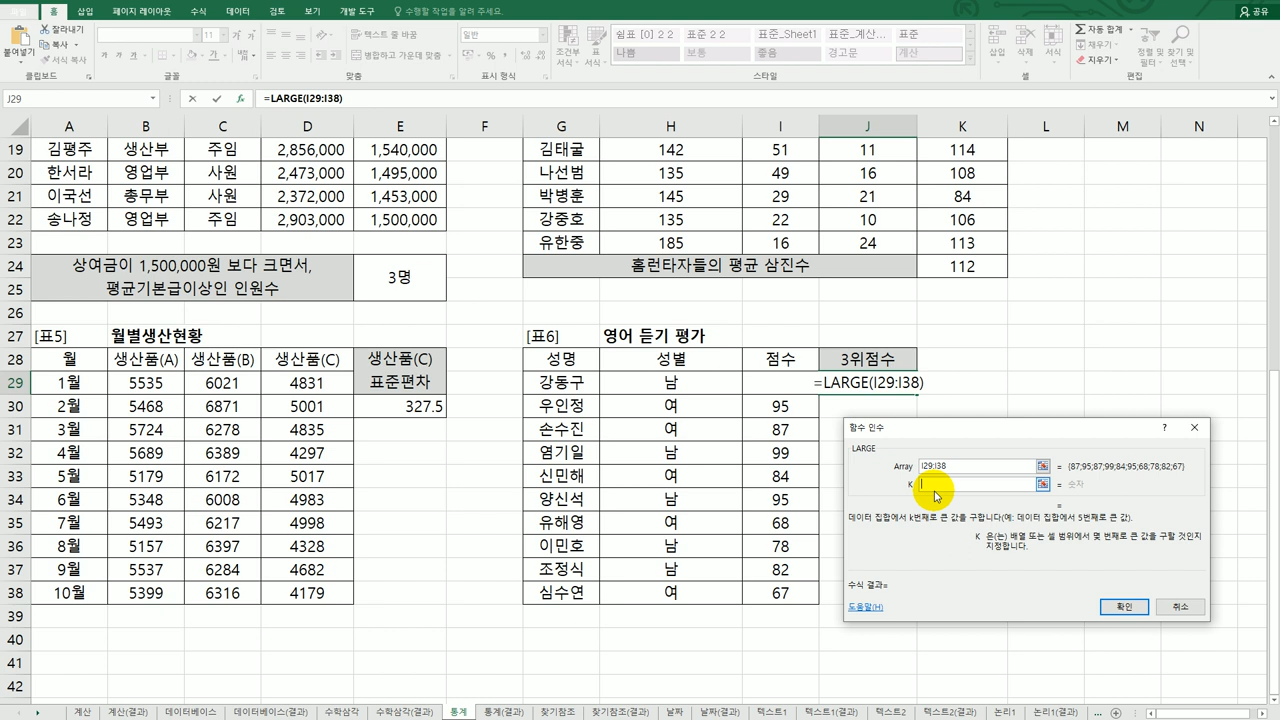 홈 삽입 페이지 레이아웃 수식 데이터 검토 보기 개발 도구 수행할 작업을 알려 주세요. 공유
붙여넣기 잘라내기 복사 서식 복사 11 가 가 일반 병합하고 가운데 맞춤 조건부 서식 표 서식 쉼표 [0] 2 2 표준 2 2 표준_Sheet1 표준_계산... 표준 나쁨 보통 좋음 경고문 계산 삽입 삭제 서식 자동 합계 채우기 지우기 정렬 및 필터 찾기 및 선택
클립보드 글꼴 맞춤 표시 형식 스타일 셀 편집
J29 fx =LARGE(I29:I38)
A B C D E F G H I J K L M N
19 김평주 생산부 주임 2,856,000 1,540,000 김태굴 142 51 11 114
20 한서라 영업부 사원 2,473,000 1,495,000 나선범 135 49 16 108
21 이국선 총무부 사원 2,372,000 1,453,000 박병훈 145 29 21 84
22 송나정 영업부 주임 2,903,000 1,500,000 강중호 135 22 10 106
23 유한중 185 16 24 113
24 상여금이 1,500,000원 보다 크면서, 3명 홈런타자들의 평균 삼진수 112
25 평균기본급이상인 인원수
26
27 [표5] 월별생산현황 [표6] 영어 듣기 평가
28 월 생산품(A) 생산품(B) 생산품(C) 생산품(C) 성명 성별 점수 3위점수
29 1월 5535 6021 4831 표준편차 강동구 남 =LARGE(I29:I38)
30 2월 5468 6871 5001 327.5 우인정 여 95
31 3월 5724 6278 4835 손수진 여 87
32 4월 5689 6389 4297 염기일 남 99
33 5월 5179 6172 5017 신민해 여 84
34 6월 5348 6008 4983 양신석 남 95
35 7월 5493 6217 4998 유해영 여 68
36 8월 5157 6397 4328 이민호 남 78
37 9월 5537 6284 4682 조정식 남 82
38 10월 5399 6316 4179 심수연 여 67
39
40
41
42
함수 인수 ?
LARGE
Array I29:I38 = {87;95;87;99;84;95;68;78;82;67}
K = 숫자
=
데이터 집합에서 k번째로 큰 값을 구합니다(예: 데이터 집합에서 5번째로 큰 값).
K 은(는) 배열 또는 셀 범위에서 몇 번째로 큰 값을 구할 것인지
지정합니다.
수식 결과=
도움말(H) 확인 취소
계산 계산(결과) 데이터베이스 데이터베이스(결과) 수학삼각 수학삼각(결과) 통계 통계(결과) 찾기참조 찾기참조(결과) 날짜 날짜(결과) 텍스트1 텍스트1(결과) 텍스트2 텍스트2(결과) 논리1 논리1(결과) ...